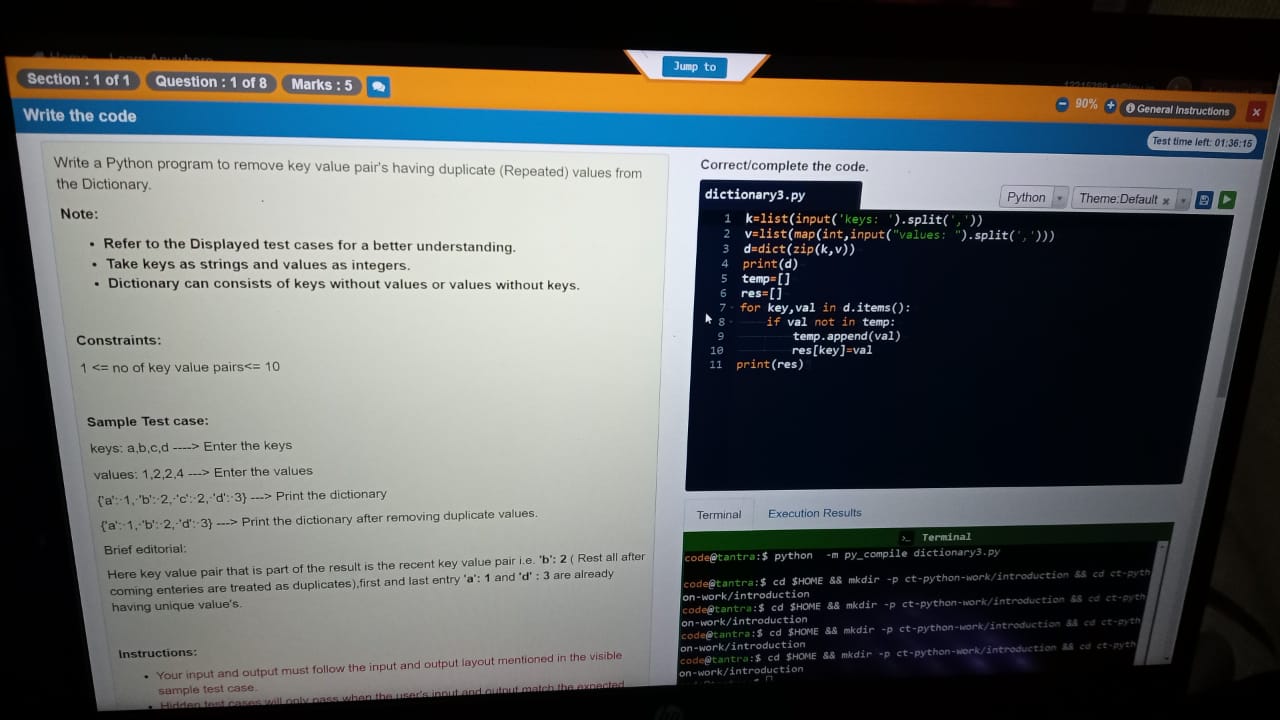 Home Learn Anywhere
Jump to
Section : 1 of 1 Question : 1 of 8 Marks : 5
90% General Instructions
Write the code
Test time left: 01:36:15
Write a Python program to remove key value pair's having duplicate (Repeated) values from
the Dictionary.
Note:
• Refer to the Displayed test cases for a better understanding.
• Take keys as strings and values as integers.
• Dictionary can consists of keys without values or values without keys.
Constraints:
1 <= no of key value pairs<= 10
Sample Test case:
keys: a,b,c,d ----> Enter the keys
values: 1,2,2,4 ---> Enter the values
{'a':·1,·'b':·2,·'c':·2,·'d':·3} ---> Print the dictionary
{'a':·1,·'b':·2,·'d':·3} ---> Print the dictionary after removing duplicate values.
Brief editorial:
Here key value pair that is part of the result is the recent key value pair i.e. 'b': 2 ( Rest all after
coming enteries are treated as duplicates),first and last entry 'a': 1 and 'd' : 3 are already
having unique value's.
Instructions:
• Your input and output must follow the input and output layout mentioned in the visible
sample test case.
• Hidden test cases will only pass when the user's input and output match the expected
Correct/complete the code.
dictionary3.py
Python Theme:Default
1 k=list(input('keys: ').split(','))
2 v=list(map(int,input("values: ").split(',')))
3 d=dict(zip(k,v))
4 print(d)
5 temp=[]
6 res=[]
7 for key,val in d.items():
8 if val not in temp:
9 temp.append(val)
10 res[key]=val
11 print(res)
Terminal Execution Results
Terminal
code@tantra:$ python -m py_compile dictionary3.py
code@tantra:$ cd $HOME && mkdir -p ct-python-work/introduction && cd ct-pyth
on-work/introduction
code@tantra:$ cd $HOME && mkdir -p ct-python-work/introduction && cd ct-pyth
on-work/introduction
code@tantra:$ cd $HOME && mkdir -p ct-python-work/introduction && cd ct-pyth
on-work/introduction
code@tantra:$ cd $HOME && mkdir -p ct-python-work/introduction && cd ct-pyth
on-work/introduction
hp